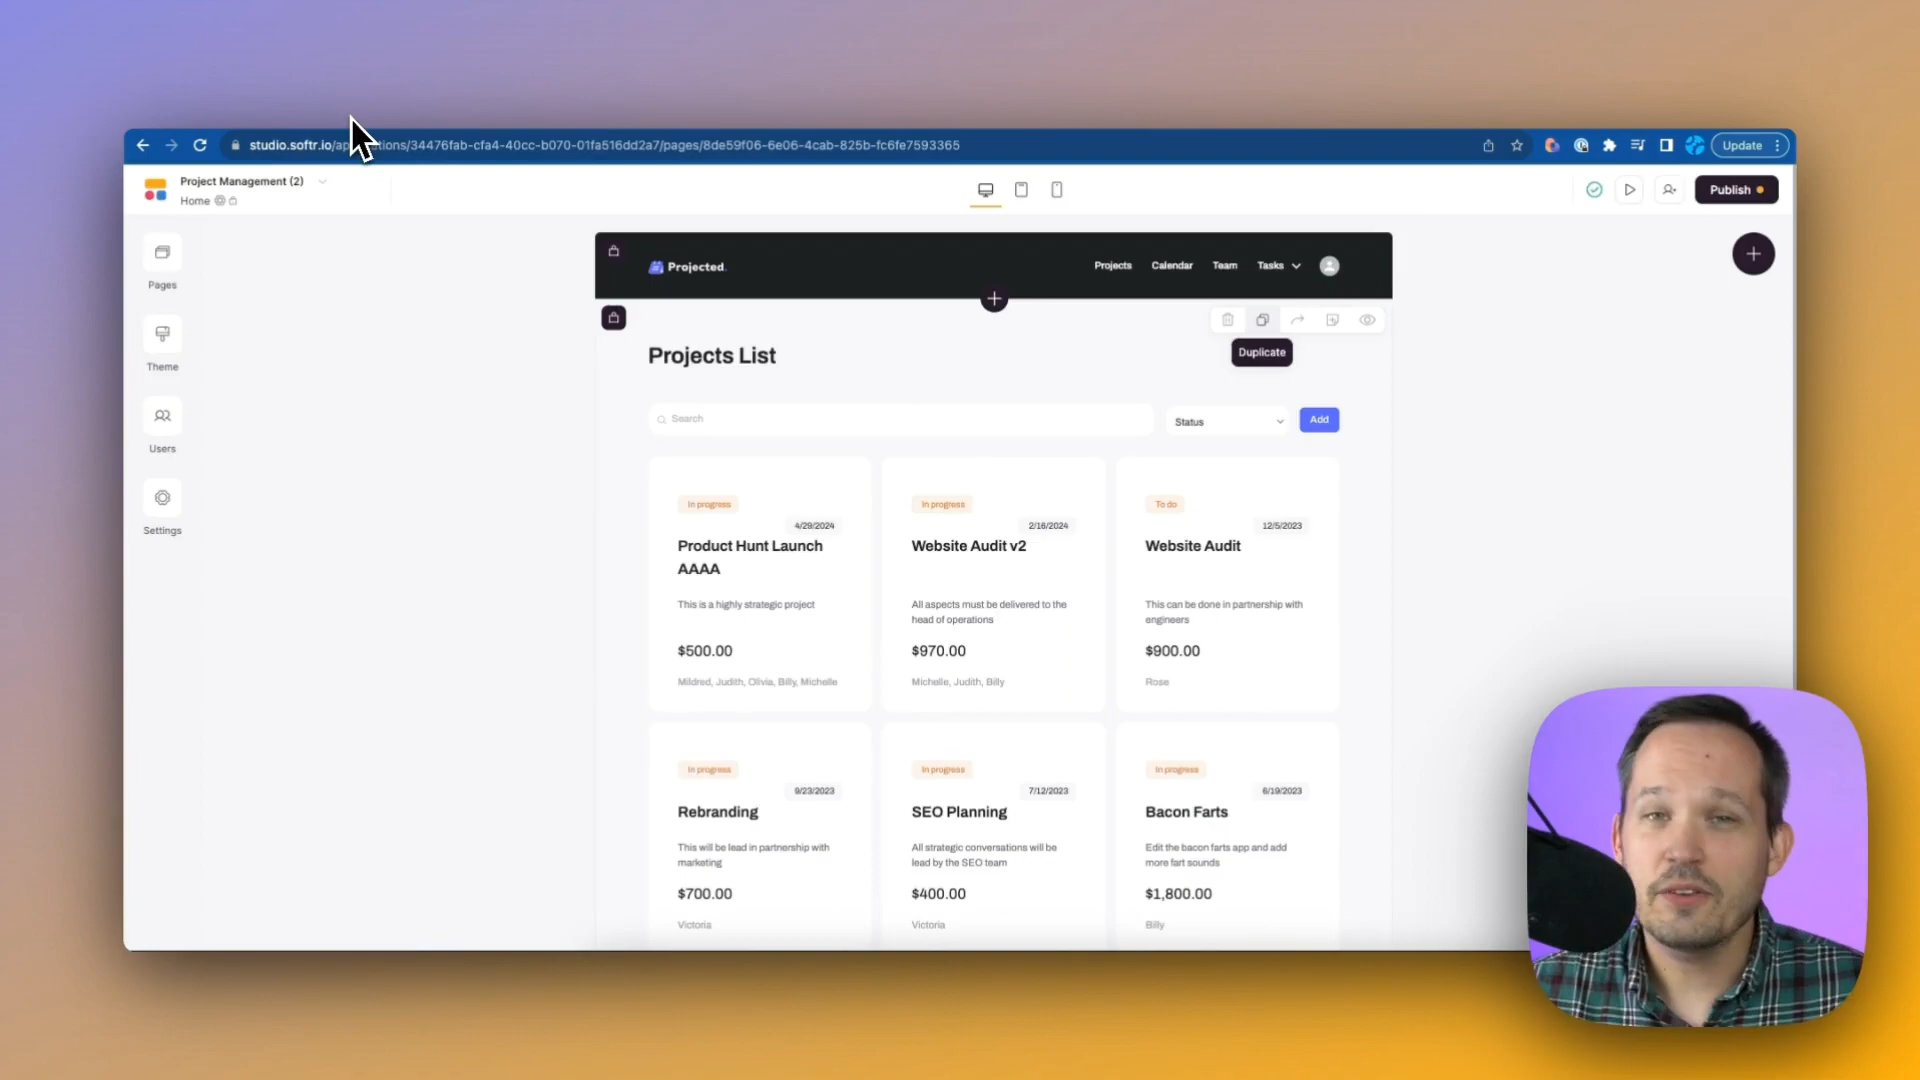 studio.softr.io/ap
tions/34476fab-cfa4-40cc-b070-01fa516dd2a7/pages/8de59f06-6e06-4cab-825b-fc6fe7593365
Update
Project Management (2)
Home
Publish
Pages
Theme
Users
Settings
Projected.
Projects
Calendar
Team
Tasks
Projects List
Duplicate
Search
Status
Add
In progress
4/29/2024
Product Hunt Launch
AAAA
This is a highly strategic project
$500.00
Mildred, Judith, Olivia, Billy, Michelle
In progress
2/16/2024
Website Audit v2
All aspects must be delivered to the
head of operations
$970.00
Michelle, Judith, Billy
To do
12/5/2023
Website Audit
This can be done in partnership with
engineers
$900.00
Rose
In progress
9/23/2023
Rebranding
This will be lead in partnership with
marketing
$700.00
Victoria
In progress
7/12/2023
SEO Planning
All strategic conversations will be
lead by the SEO team
$400.00
Victoria
In progress
6/19/2023
Bacon Farts
Edit the bacon farts app and add
more fart sounds
$1,800.00
Billy